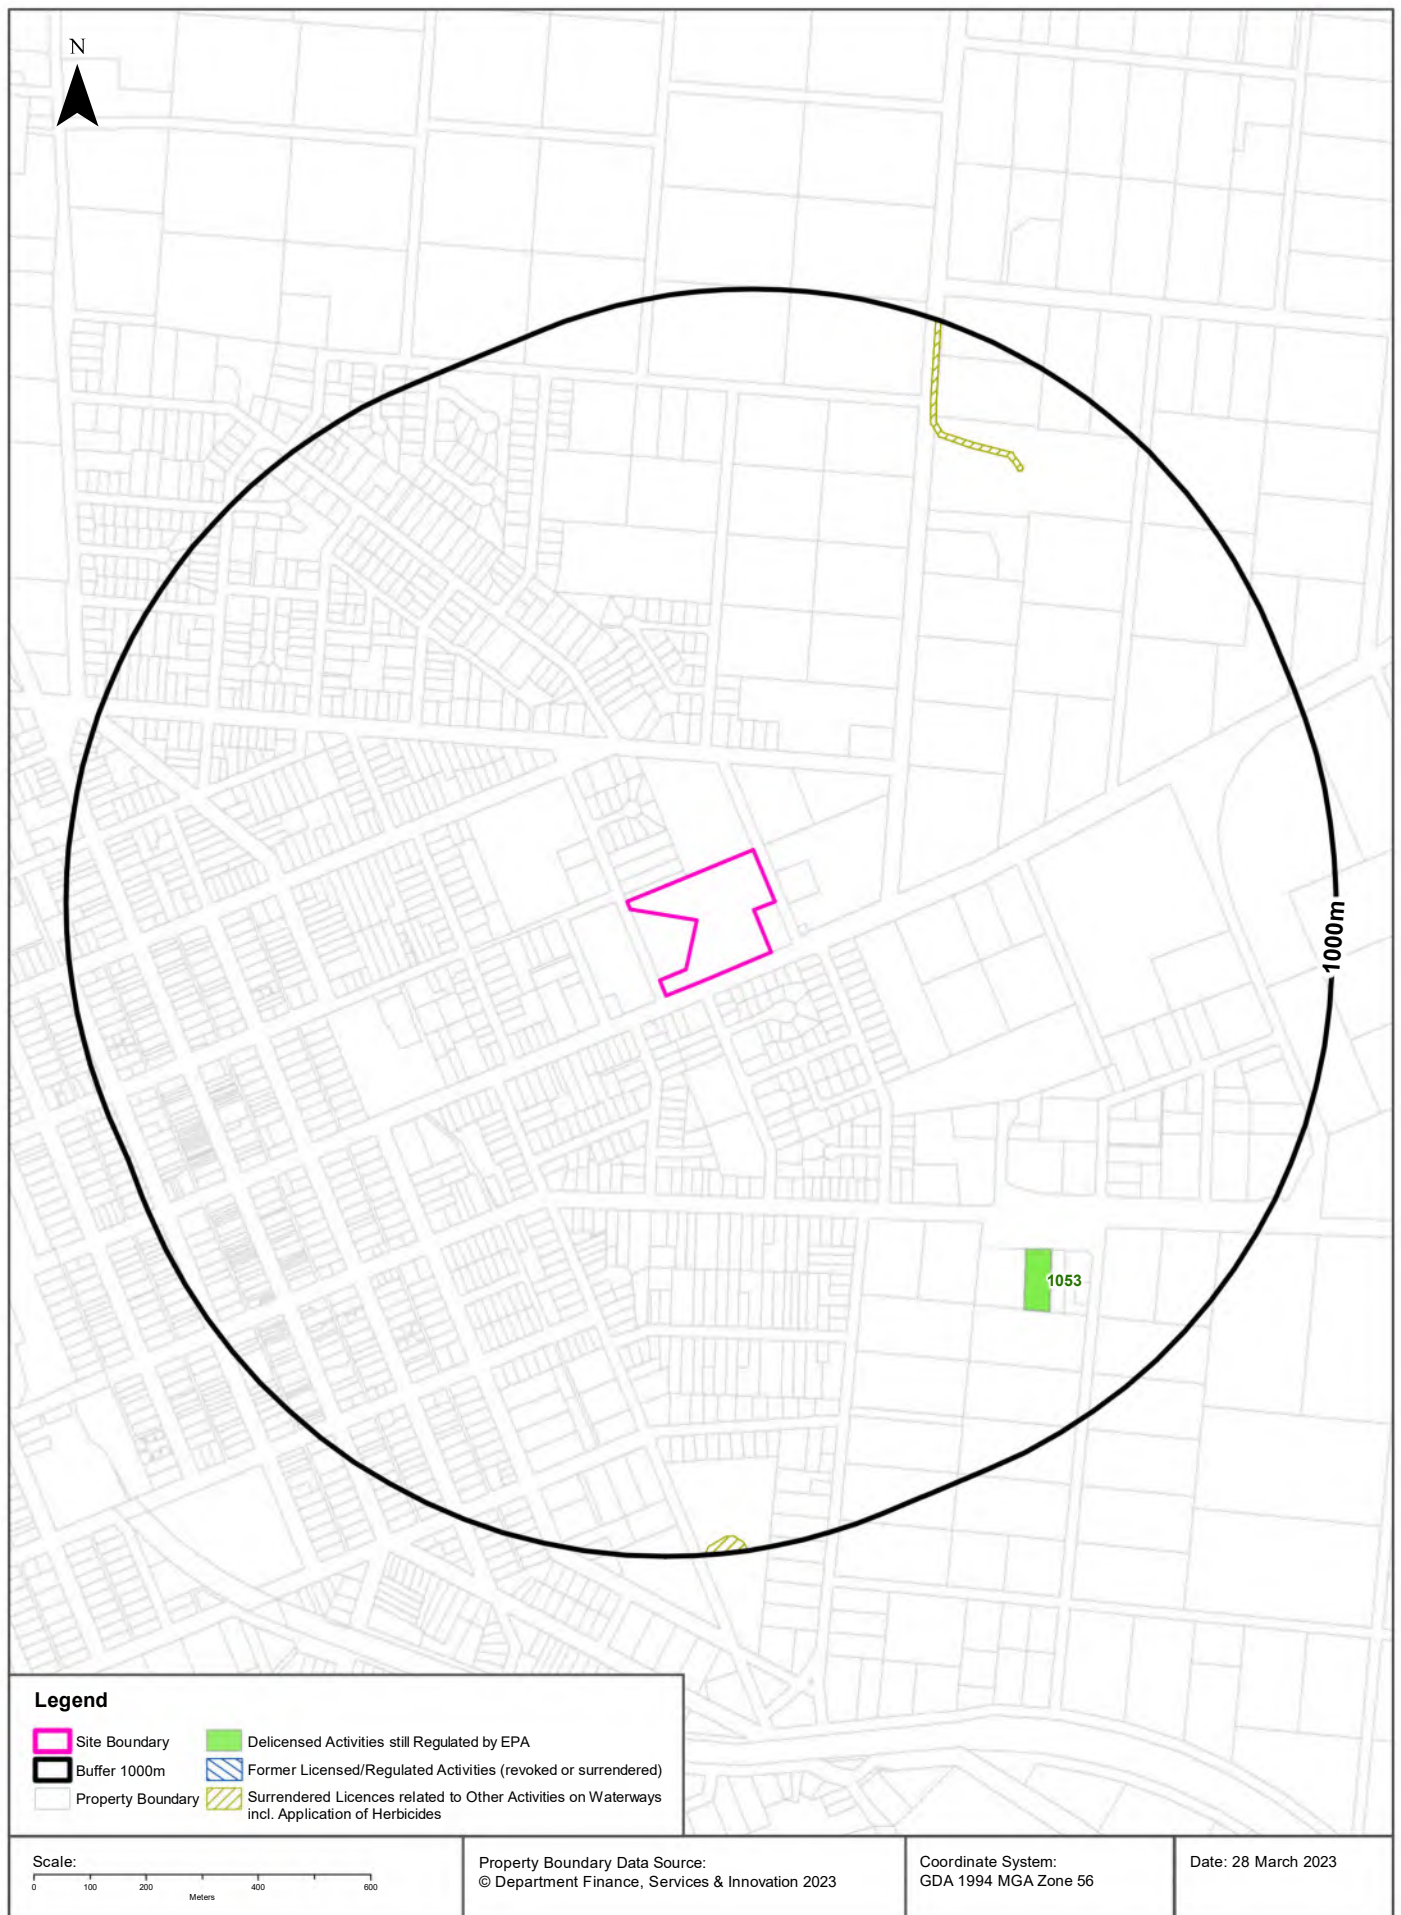 N
1000m
1053
Legend
Site Boundary
Buffer 1000m
Property Boundary
Delicensed Activities still Regulated by EPA
Former Licensed/Regulated Activities (revoked or surrendered)
Surrendered Licences related to Other Activities on Waterways
incl. Application of Herbicides
Scale:
0 100 200 400 600
Meters
Property Boundary Data Source:
© Department Finance, Services & Innovation 2023
Coordinate System:
GDA 1994 MGA Zone 56
Date: 28 March 2023